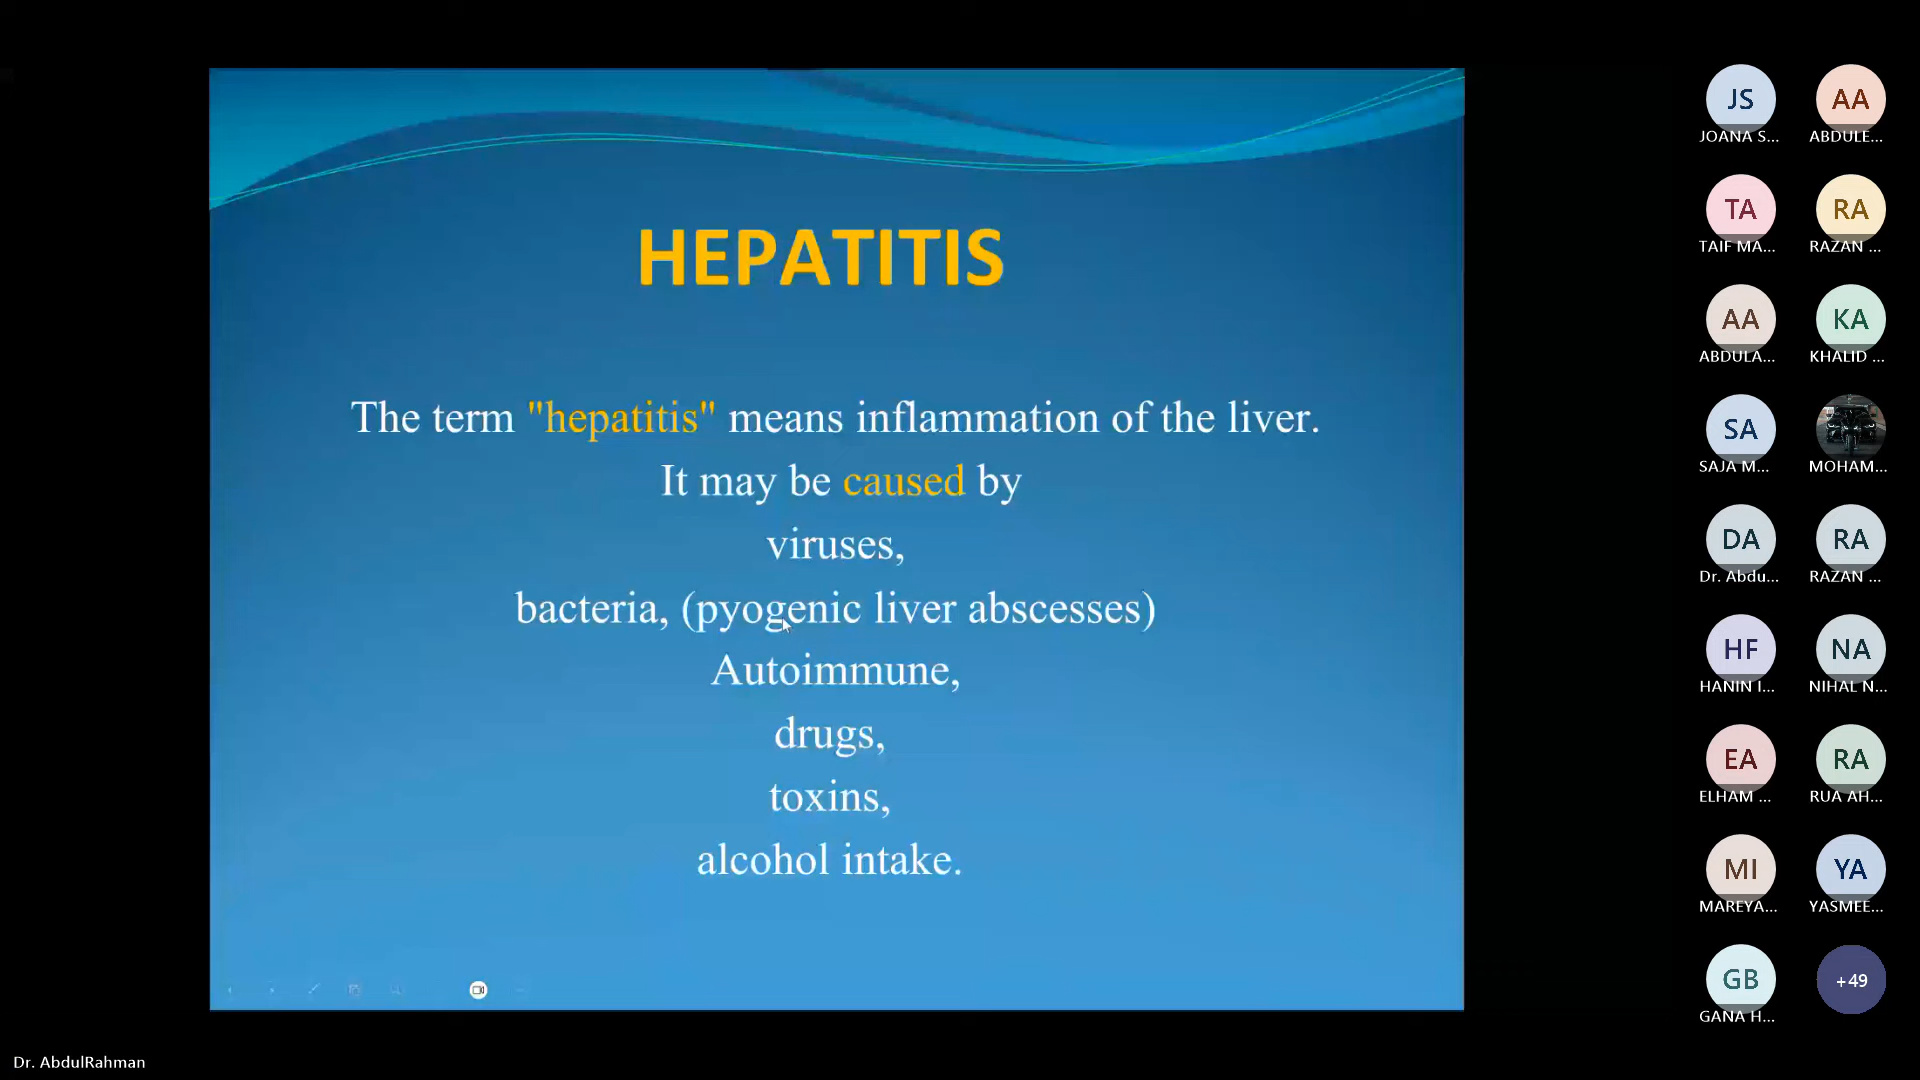 HEPATITIS
The term "hepatitis" means inflammation of the liver.
It may be caused by
viruses,
bacteria, (pyogenic liver abscesses)
Autoimmune,
drugs,
toxins,
alcohol intake.
JS
JOANA S...
AA
ABDULE...
TA
TAIF MA...
RA
RAZAN ...
AA
ABDULA...
KA
KHALID ...
SA
SAJA M...
MOHAM...
DA
Dr. Abdu...
RA
RAZAN ...
HF
HANIN I...
NA
NIHAL N...
EA
ELHAM ...
RA
RUA AH...
MI
MAREYA...
YA
YASMEE...
GB
GANA H...
+49
Dr. AbdulRahman